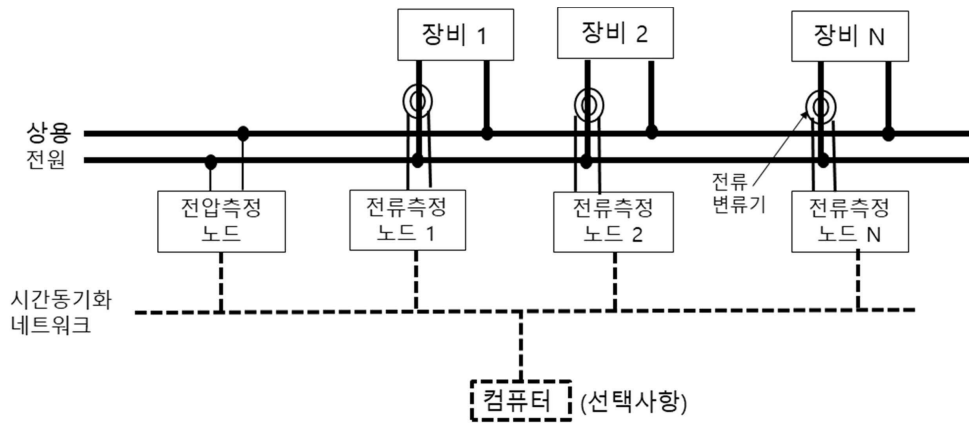 장비 1
장비 2
장비 N
상용
전원
전류
변류기
전압측정
노드
전류측정
노드 1
전류측정
노드 2
전류측정
노드 N
시간동기화
네트워크
컴퓨터 (선택사항)